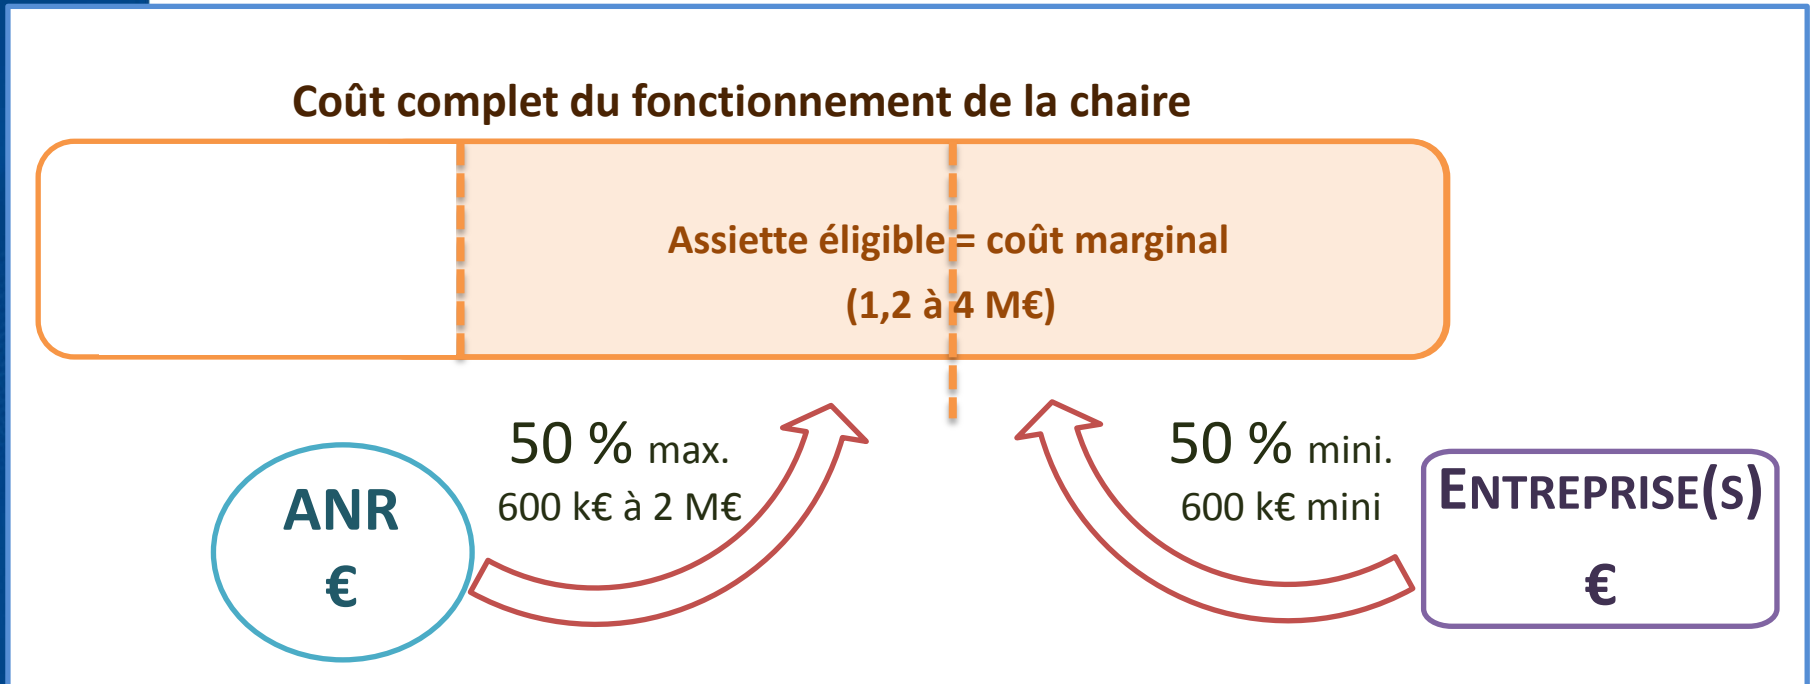 Coût complet du fonctionnement de la chaire
Assiette éligible = coût marginal
(1,2 à 4 M€)
50 % max.
600 k€ à 2 M€
50 % mini.
600 k€ mini
ANR
€
ENTREPRISE(S)
€